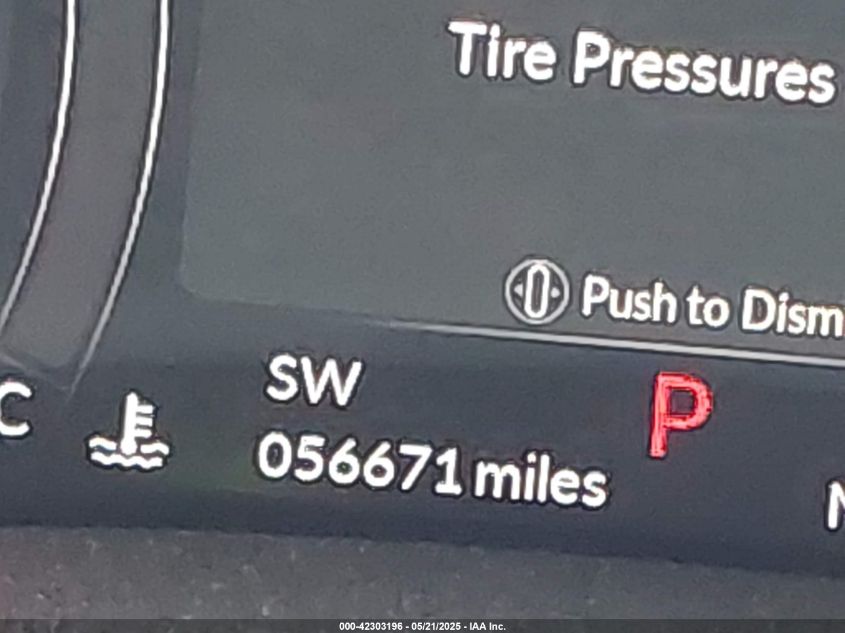 Tire Pressures
Push to Dism
C
SW
P
056671 miles
000-42303196 - 05/21/2025 - IAA Inc.